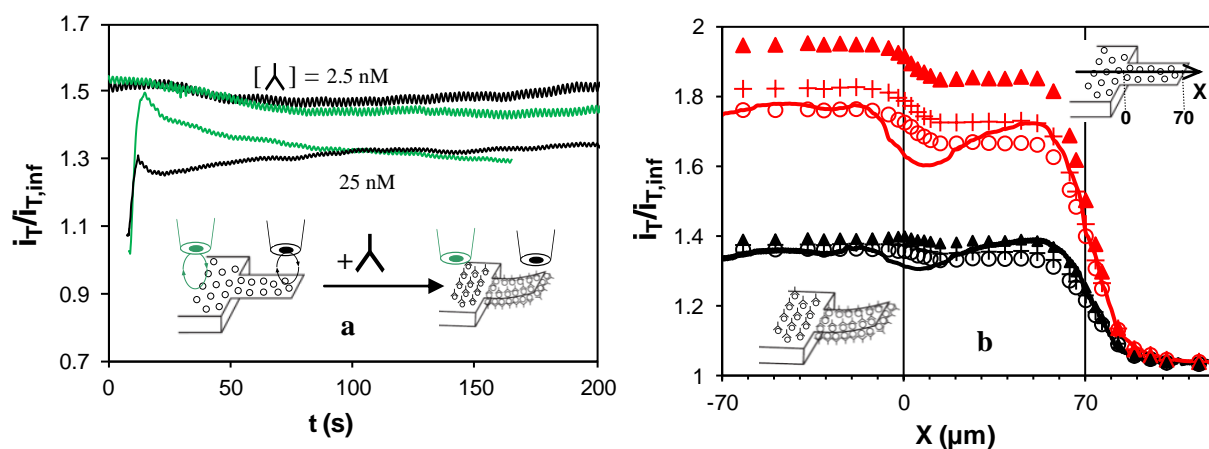 1.7
1.5
1.3
1.1
0.9
0.7
i_T/i_T,inf
[ ] = 2.5 nM
25 nM
+
a
0
50
100
150
200
t (s)
2
1.8
1.6
1.4
1.2
1
i_T/i_T,inf
X
0
70
b
-70
0
70
X (µm)